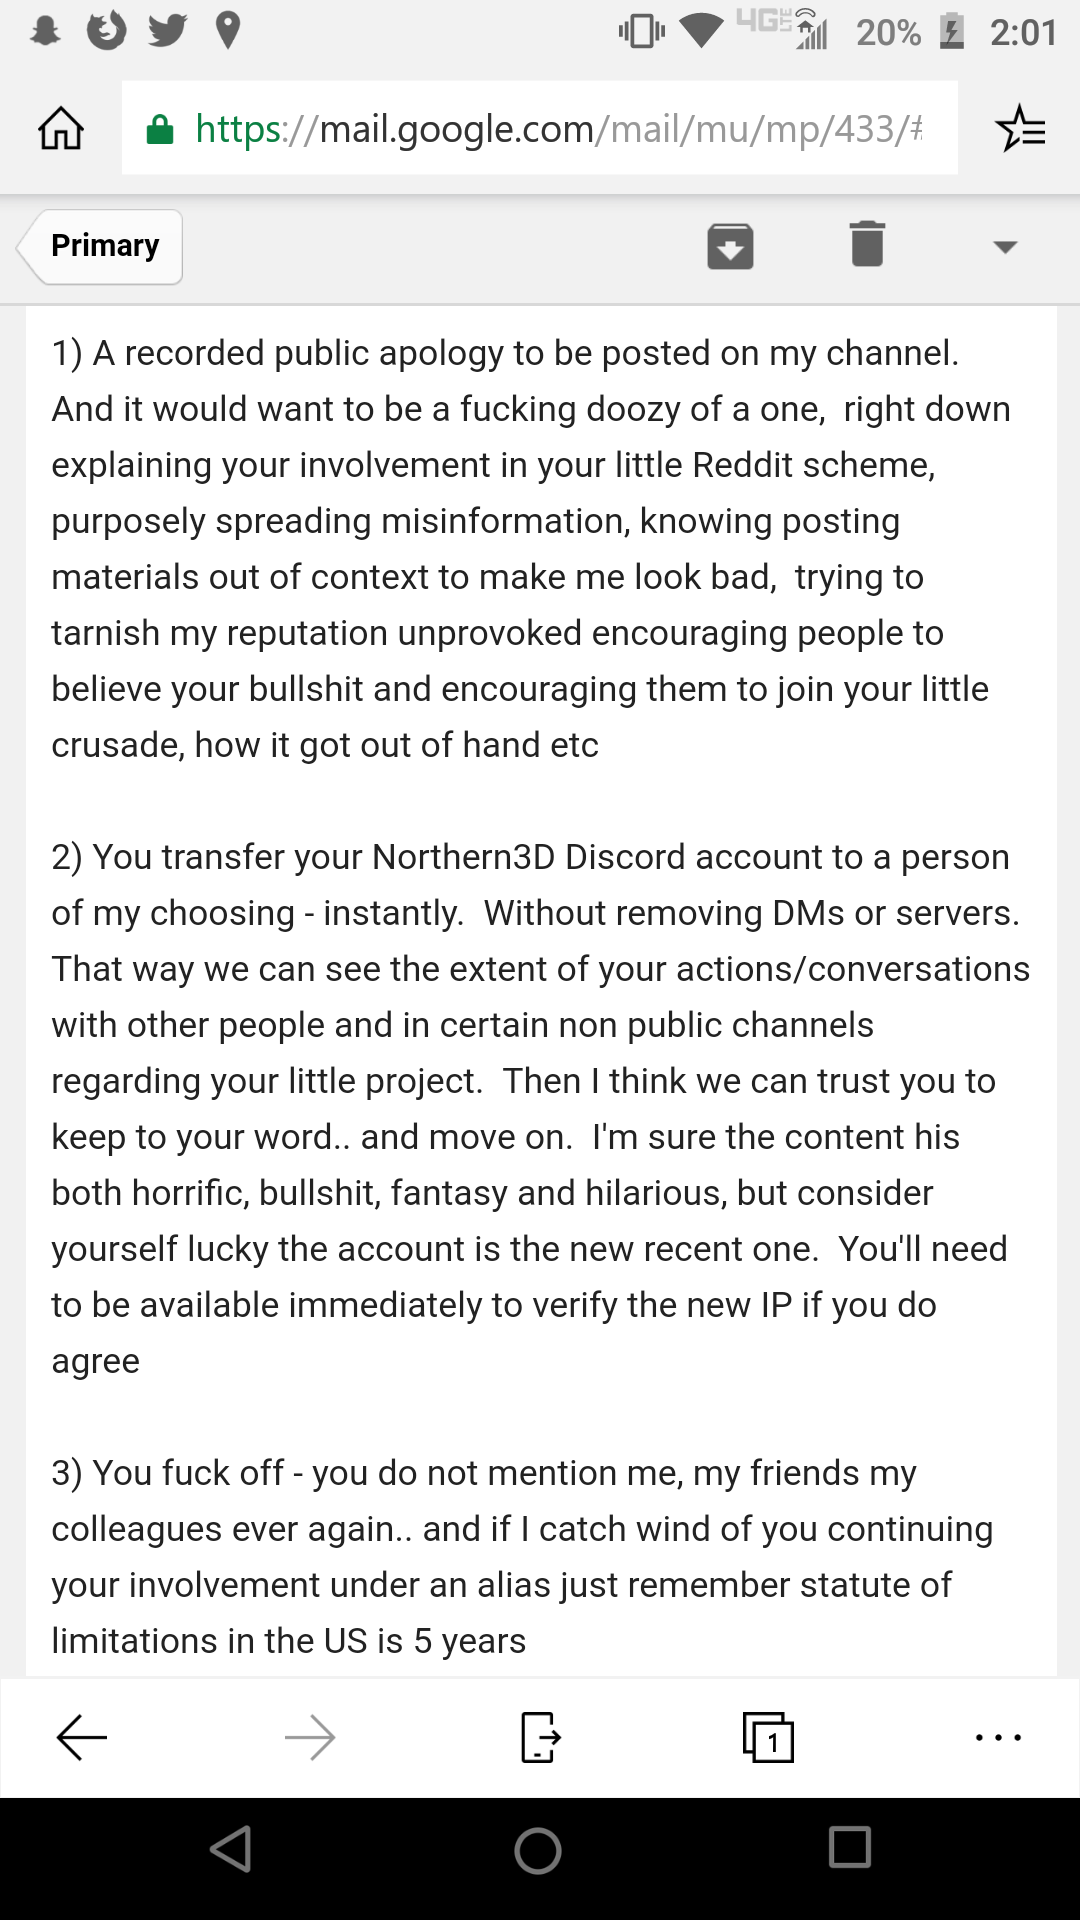 4G LTE 20% 2:01
https://mail.google.com/mail/mu/mp/433/#
Primary
1) A recorded public apology to be posted on my channel.
And it would want to be a fucking doozy of a one,  right down
explaining your involvement in your little Reddit scheme,
purposely spreading misinformation, knowing posting
materials out of context to make me look bad,  trying to
tarnish my reputation unprovoked encouraging people to
believe your bullshit and encouraging them to join your little
crusade, how it got out of hand etc
2) You transfer your Northern3D Discord account to a person
of my choosing - instantly.  Without removing DMs or servers.
That way we can see the extent of your actions/conversations
with other people and in certain non public channels
regarding your little project.  Then I think we can trust you to
keep to your word.. and move on.  I'm sure the content his
both horrific, bullshit, fantasy and hilarious, but consider
yourself lucky the account is the new recent one.  You'll need
to be available immediately to verify the new IP if you do
agree
3) You fuck off - you do not mention me, my friends my
colleagues ever again.. and if I catch wind of you continuing
your involvement under an alias just remember statute of
limitations in the US is 5 years
1